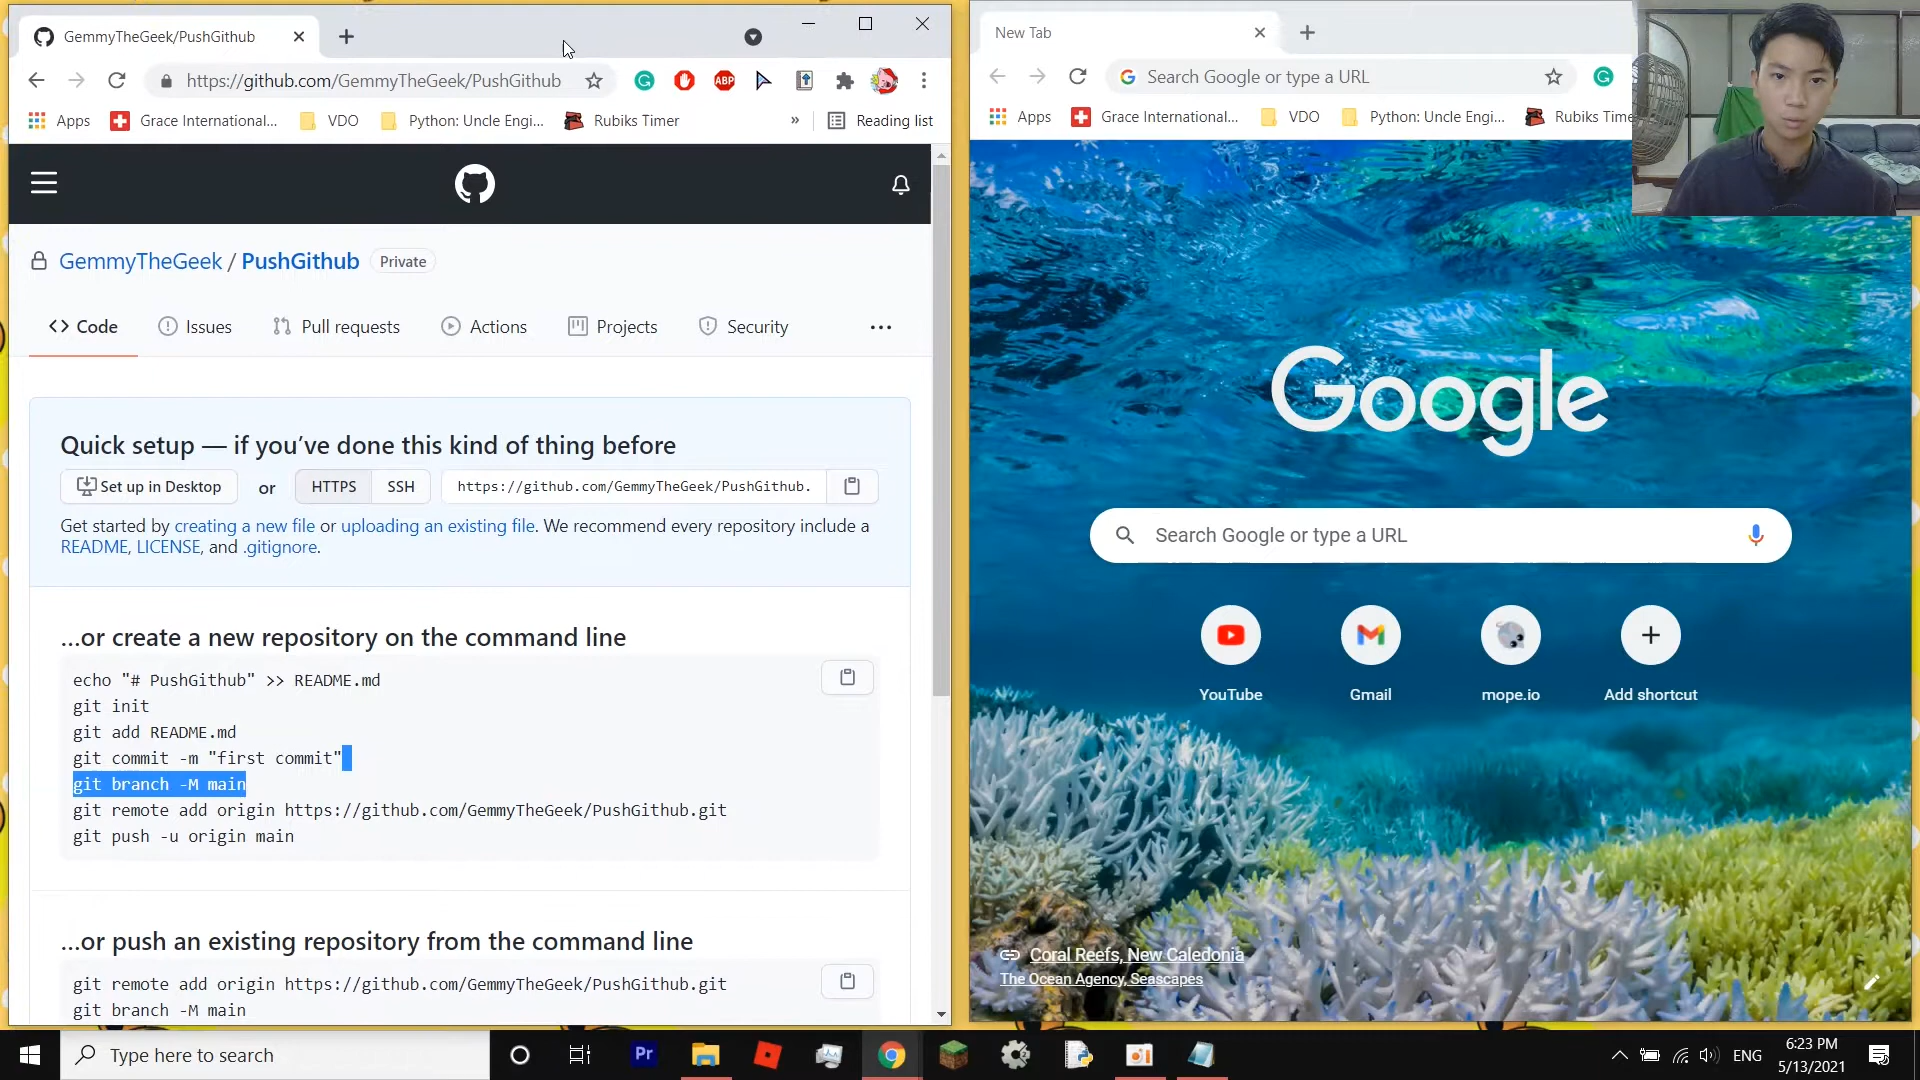 GemmyTheGeek/PushGithub
https://github.com/GemmyTheGeek/PushGithub
ABP
Apps
Grace International...
VDO
Python: Uncle Engi...
Rubiks Timer
»
Reading list
GemmyTheGeek / PushGithub
Private
<> Code
Issues
Pull requests
Actions
Projects
Security
...
Quick setup — if you've done this kind of thing before
Set up in Desktop
or
HTTPS
SSH
https://github.com/GemmyTheGeek/PushGithub.
Get started by creating a new file or uploading an existing file. We recommend every repository include a
README, LICENSE, and .gitignore.
...or create a new repository on the command line
echo "# PushGithub" >> README.md
git init
git add README.md
git commit -m "first commit"
git branch -M main
git remote add origin https://github.com/GemmyTheGeek/PushGithub.git
git push -u origin main
...or push an existing repository from the command line
git remote add origin https://github.com/GemmyTheGeek/PushGithub.git
git branch -M main
New Tab
Search Google or type a URL
Apps
Grace International...
VDO
Python: Uncle Engi...
Rubiks Time
Google
Search Google or type a URL
YouTube
Gmail
mope.io
Add shortcut
Coral Reefs, New Caledonia
The Ocean Agency, Seascapes
Type here to search
Pr
ENG
6:23 PM
5/13/2021